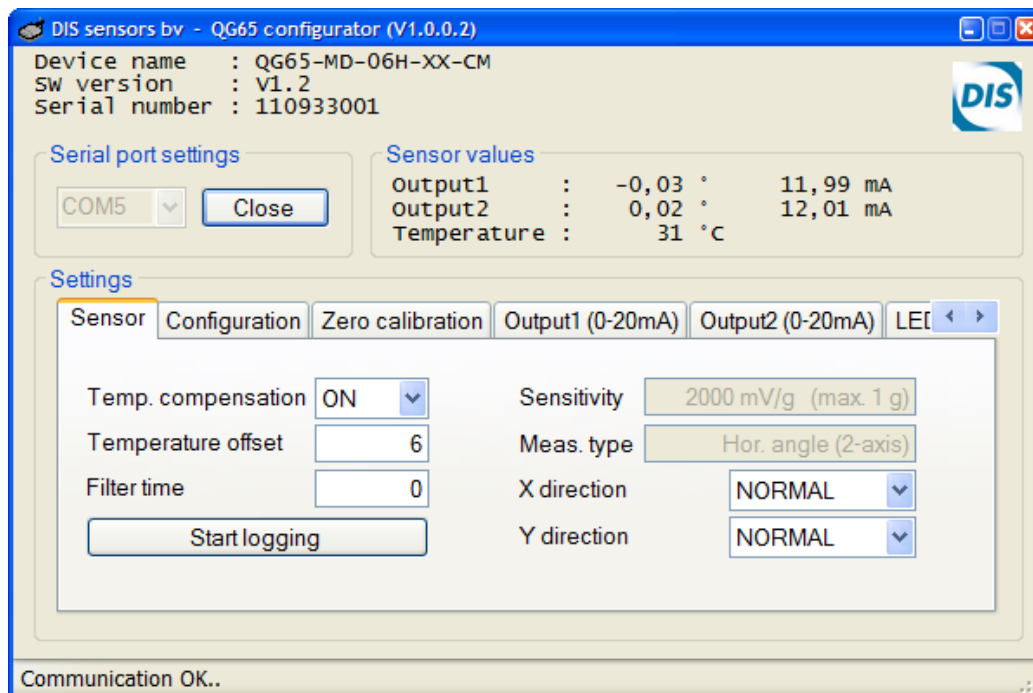 DIS sensors bv - QG65 configurator (V1.0.0.2)
Device name : QG65-MD-06H-XX-CM
SW version : V1.2
Serial number : 110933001
DIS
Serial port settings
COM5
Close
Sensor values
Output1 : -0,03 ° 11,99 mA
Output2 : 0,02 ° 12,01 mA
Temperature : 31 °C
Settings
Sensor Configuration Zero calibration Output1 (0-20mA) Output2 (0-20mA) LED
Temp. compensation ON
Temperature offset 6
Filter time 0
Start logging
Sensitivity 2000 mV/g (max. 1 g)
Meas. type Hor. angle (2-axis)
X direction NORMAL
Y direction NORMAL
Communication OK..